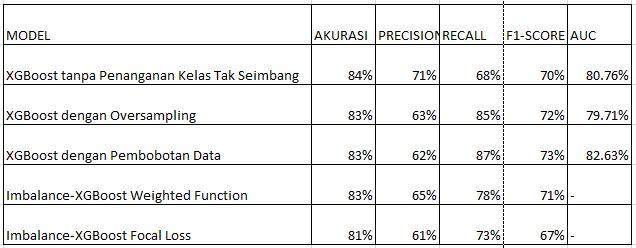 MODEL AKURASI PRECISION RECALL F1-SCORE AUC
XGBoost tanpa Penanganan Kelas Tak Seimbang 84% 71% 68% 70% 80.76%
XGBoost dengan Oversampling 83% 63% 85% 72% 79.71%
XGBoost dengan Pembobotan Data 83% 62% 87% 73% 82.63%
Imbalance-XGBoost Weighted Function 83% 65% 78% 71% -
Imbalance-XGBoost Focal Loss 81% 61% 73% 67% -